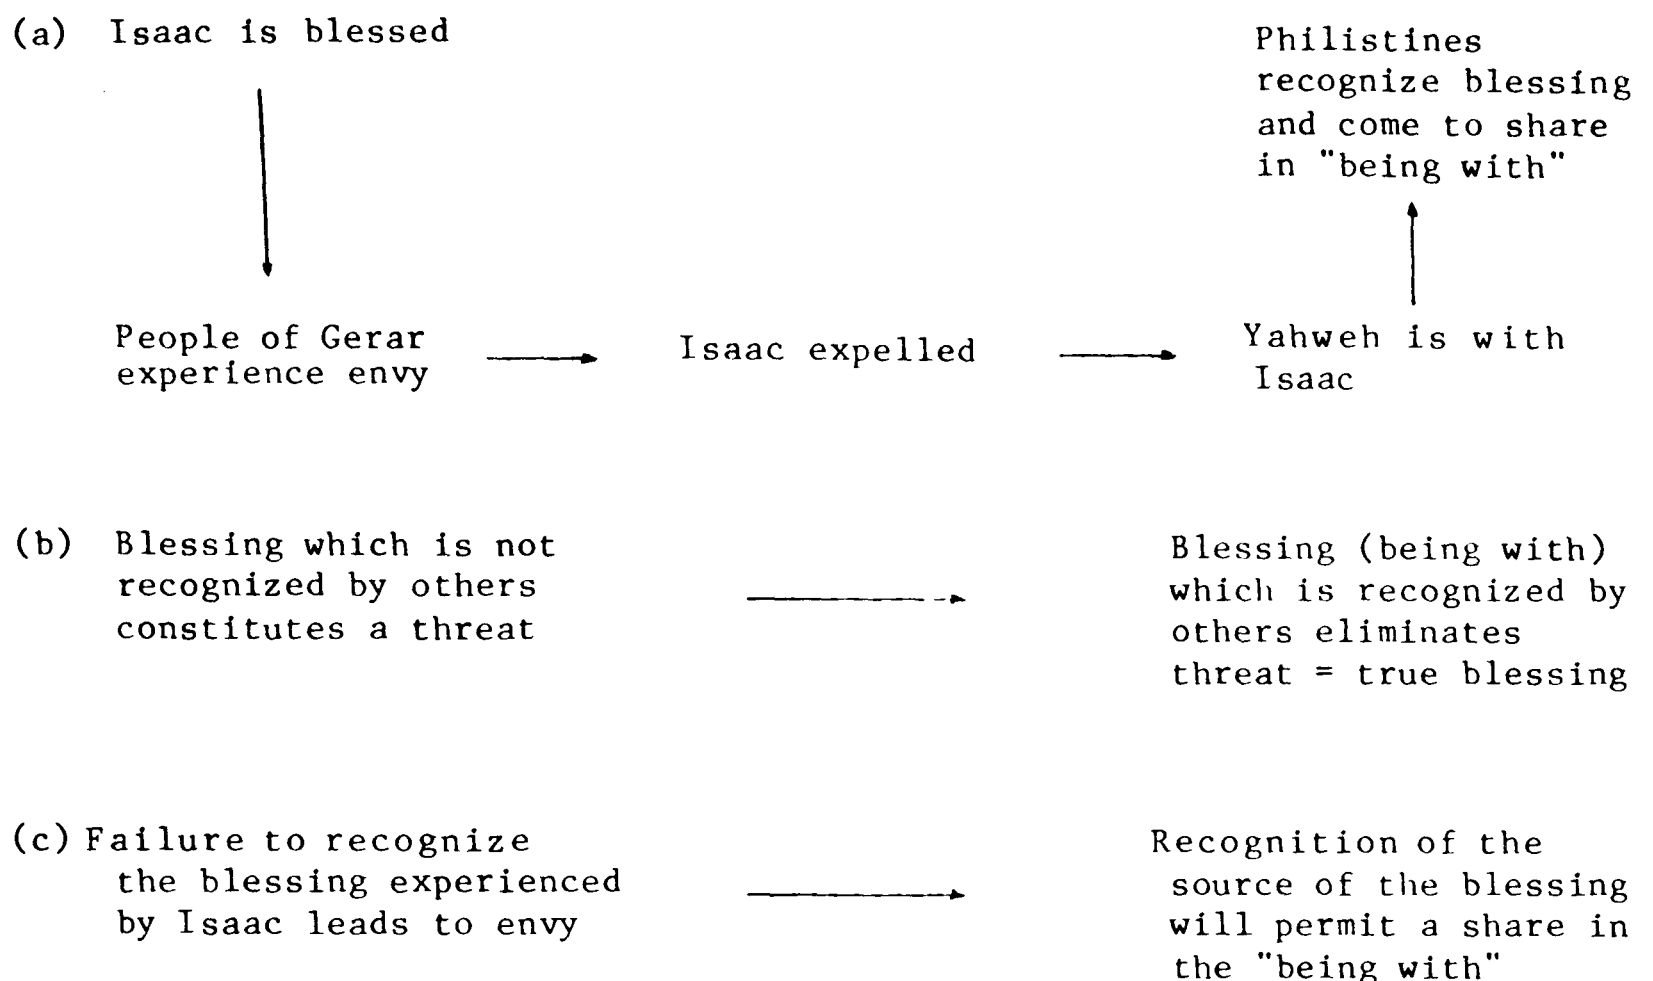 (a) Isaac is blessed
Philistines
recognize blessing
and come to share
in "being with"
People of Gerar
experience envy
Isaac expelled
Yahweh is with
Isaac
(b) Blessing which is not
recognized by others
constitutes a threat
Blessing (being with)
which is recognized by
others eliminates
threat = true blessing
(c) Failure to recognize
the blessing experienced
by Isaac leads to envy
Recognition of the
source of the blessing
will permit a share in
the "being with"